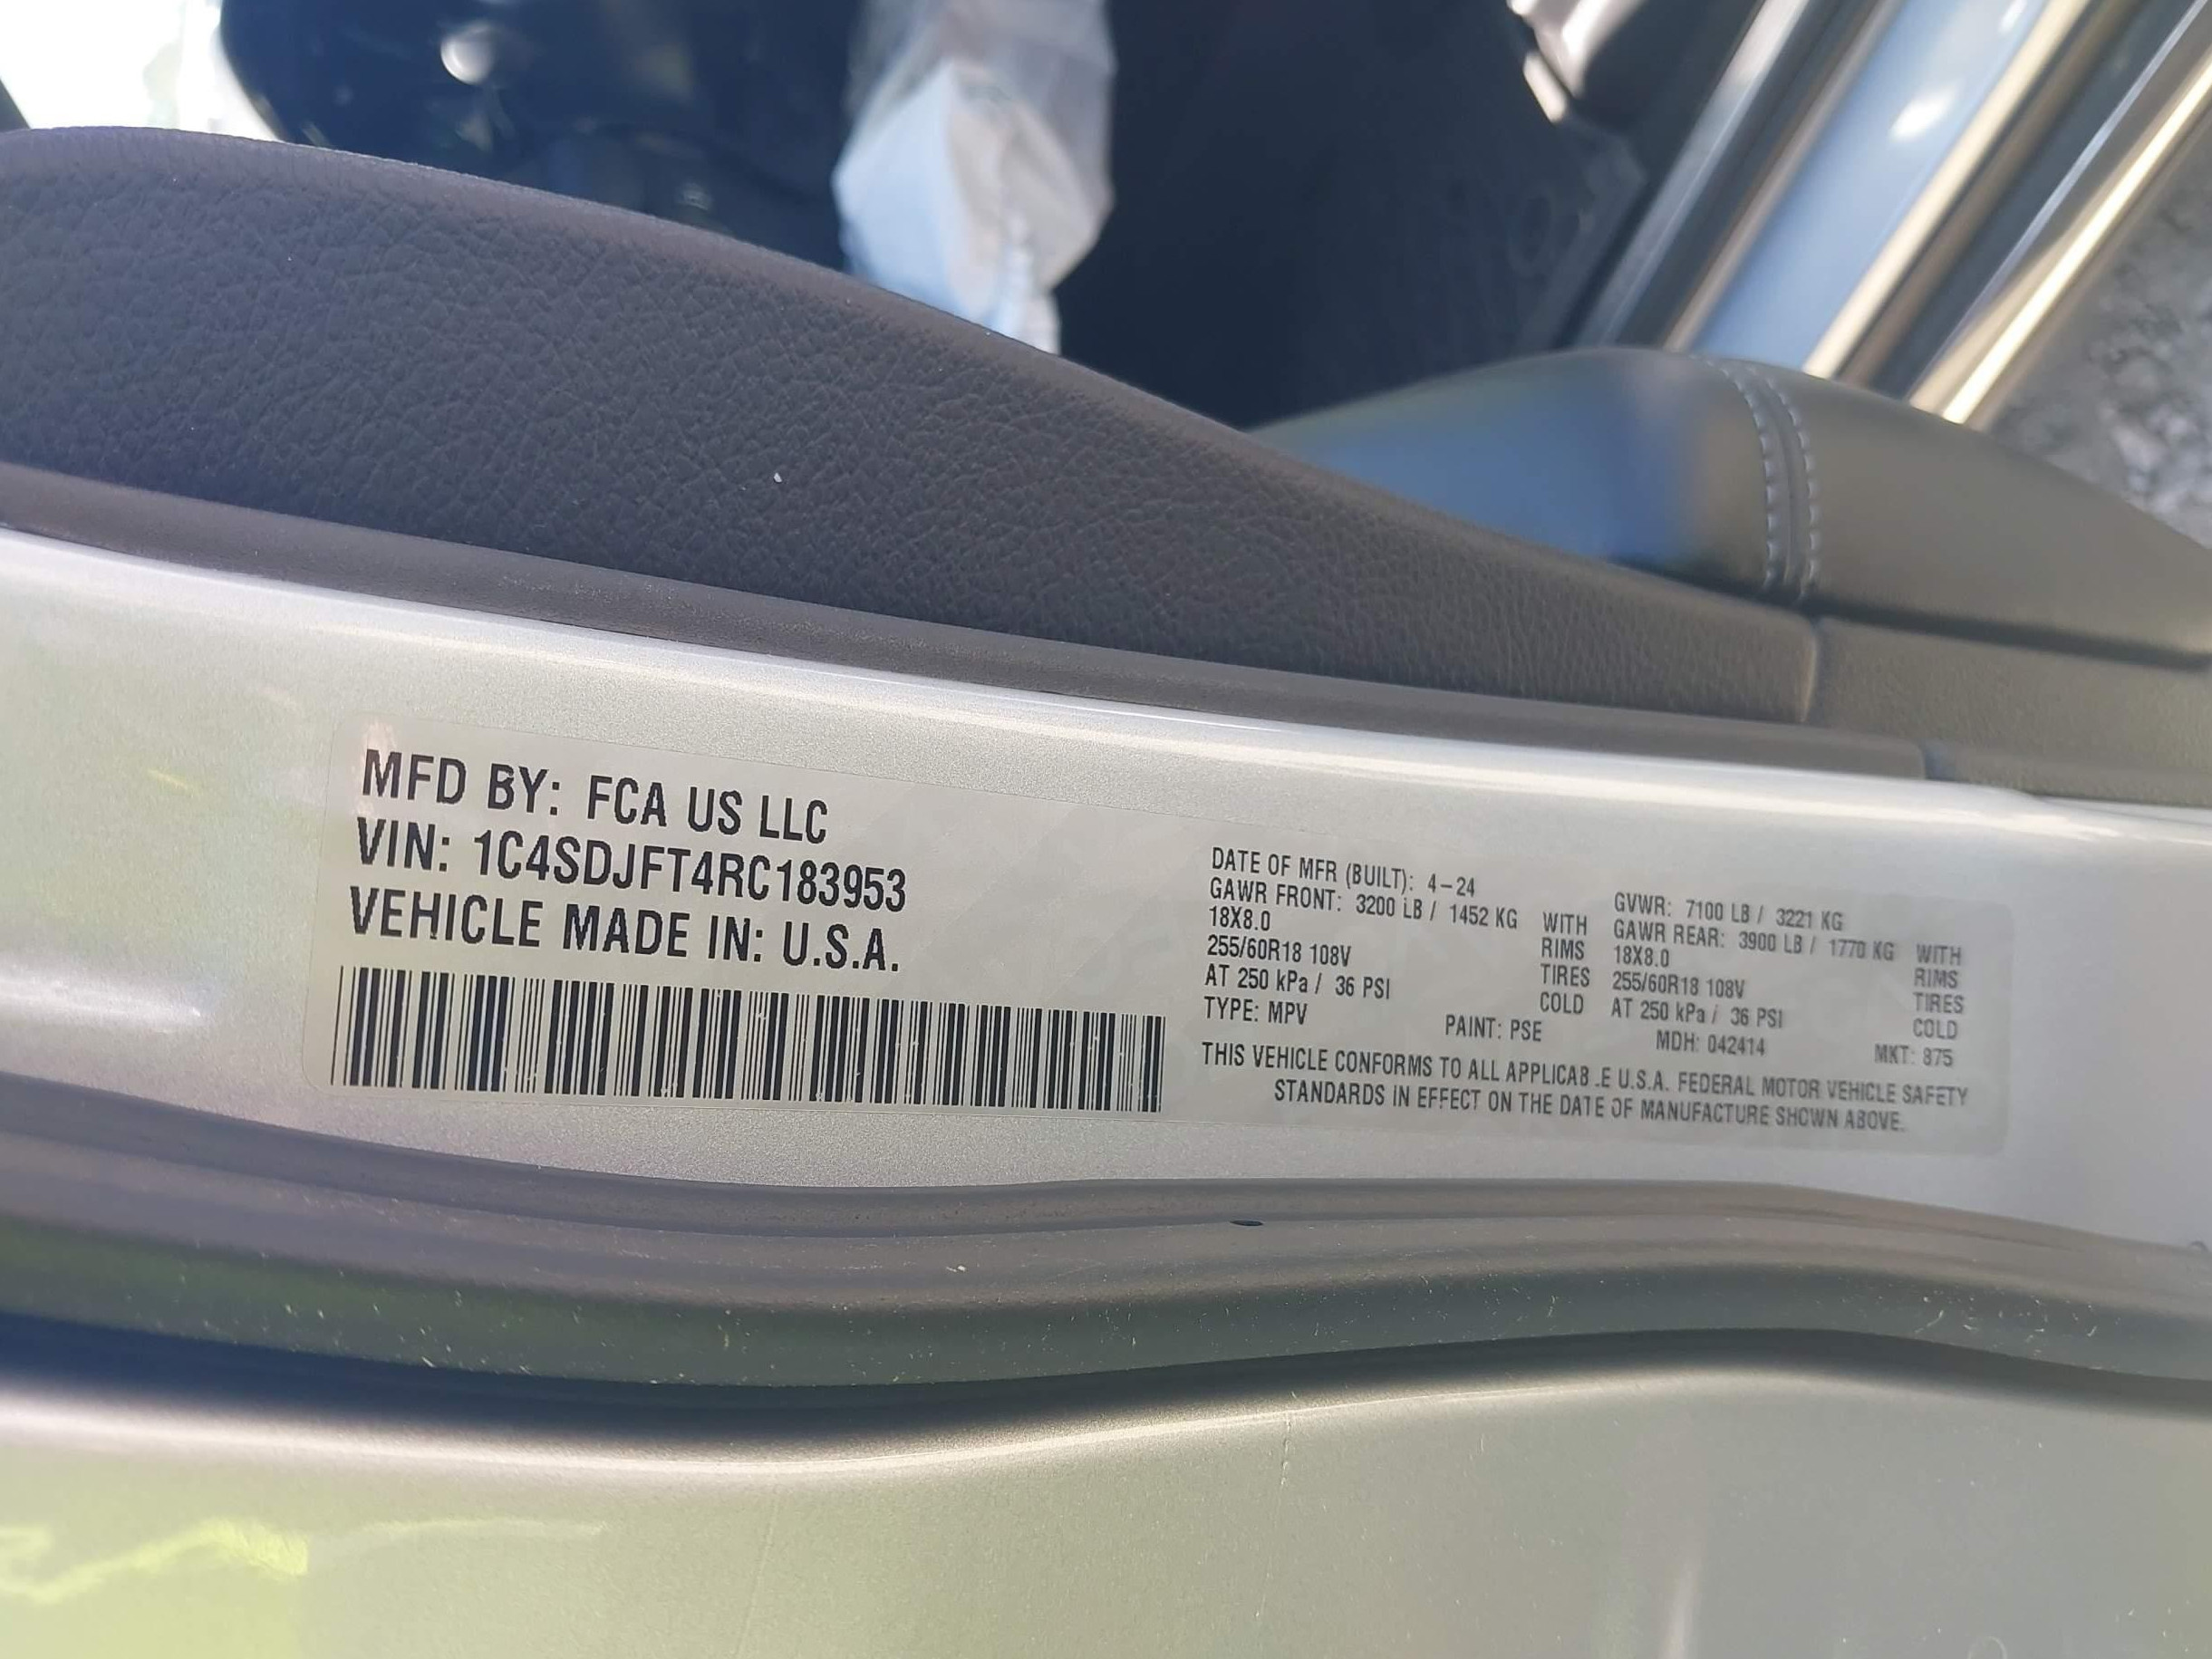 MFD BY: FCA US LLC
VIN: 1C4SDJFT4RC183953
VEHICLE MADE IN: U.S.A.
DATE OF MFR (BUILT): 4-24
GAWR FRONT: 3200 LB / 1452 KG WITH
18X8.0 RIMS
255/60R18 108V TIRES
AT 250 kPa / 36 PSI COLD
GVWR: 7100 LB / 3221 KG
GAWR REAR: 3900 LB / 1770 KG WITH
18X8.0 RIMS
255/60R18 108V TIRES
AT 250 kPa / 36 PSI COLD
TYPE: MPV PAINT: PSE MDH: 042414 MKT: 875
THIS VEHICLE CONFORMS TO ALL APPLICAB.E U.S.A. FEDERAL MOTOR VEHICLE SAFETY
STANDARDS IN EFFECT ON THE DATE OF MANUFACTURE SHOWN ABOVE.